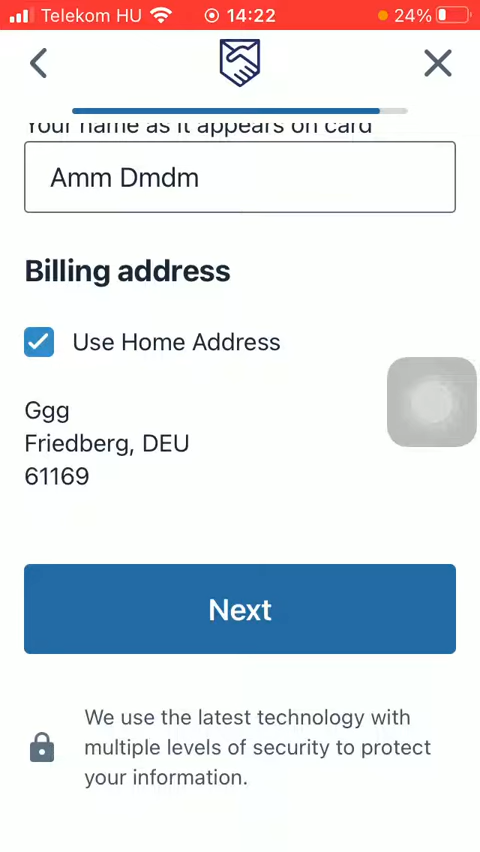 Telekom HU 14:22 24%
Your name as it appears on card
Amm Dmdm
Billing address
Use Home Address
Ggg
Friedberg, DEU
61169
Next
We use the latest technology with
multiple levels of security to protect
your information.